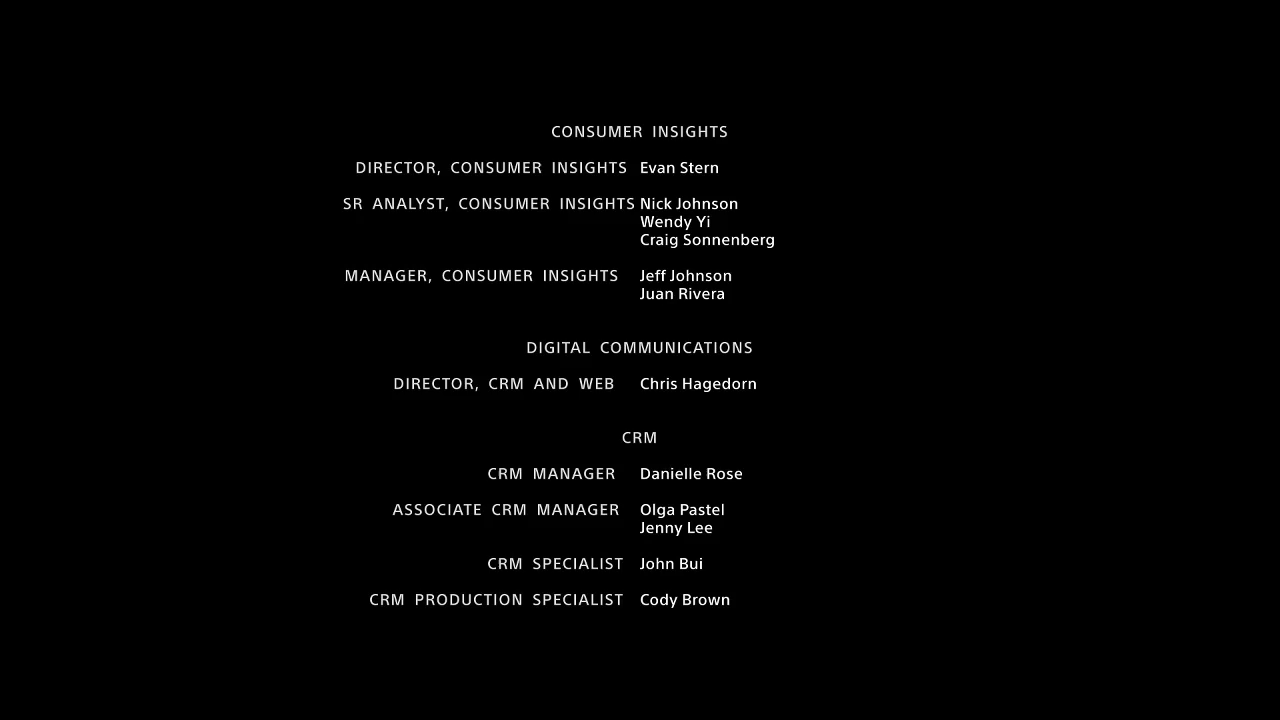 CONSUMER INSIGHTS
DIRECTOR, CONSUMER INSIGHTS Evan Stern
SR ANALYST, CONSUMER INSIGHTS Nick Johnson
Wendy Yi
Craig Sonnenberg
MANAGER, CONSUMER INSIGHTS Jeff Johnson
Juan Rivera
DIGITAL COMMUNICATIONS
DIRECTOR, CRM AND WEB Chris Hagedorn
CRM
CRM MANAGER Danielle Rose
ASSOCIATE CRM MANAGER Olga Pastel
Jenny Lee
CRM SPECIALIST John Bui
CRM PRODUCTION SPECIALIST Cody Brown